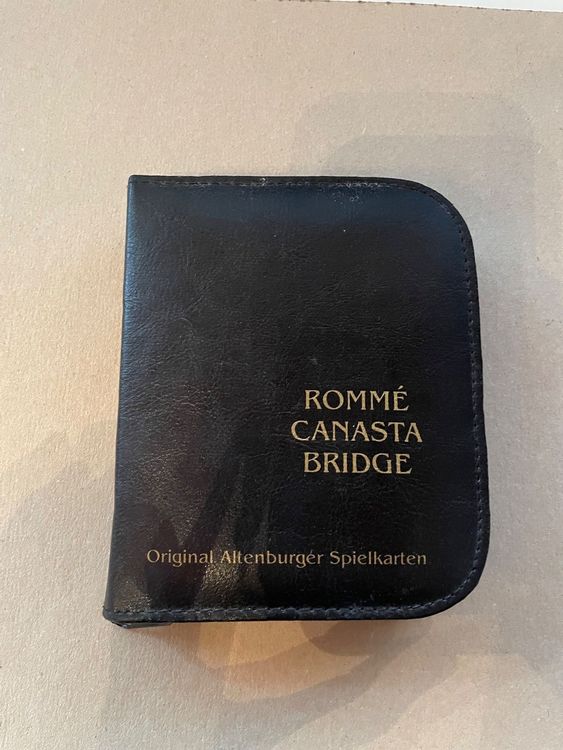 ROMMÉ
CANASTA
BRIDGE
Original Altenburger Spielkarten